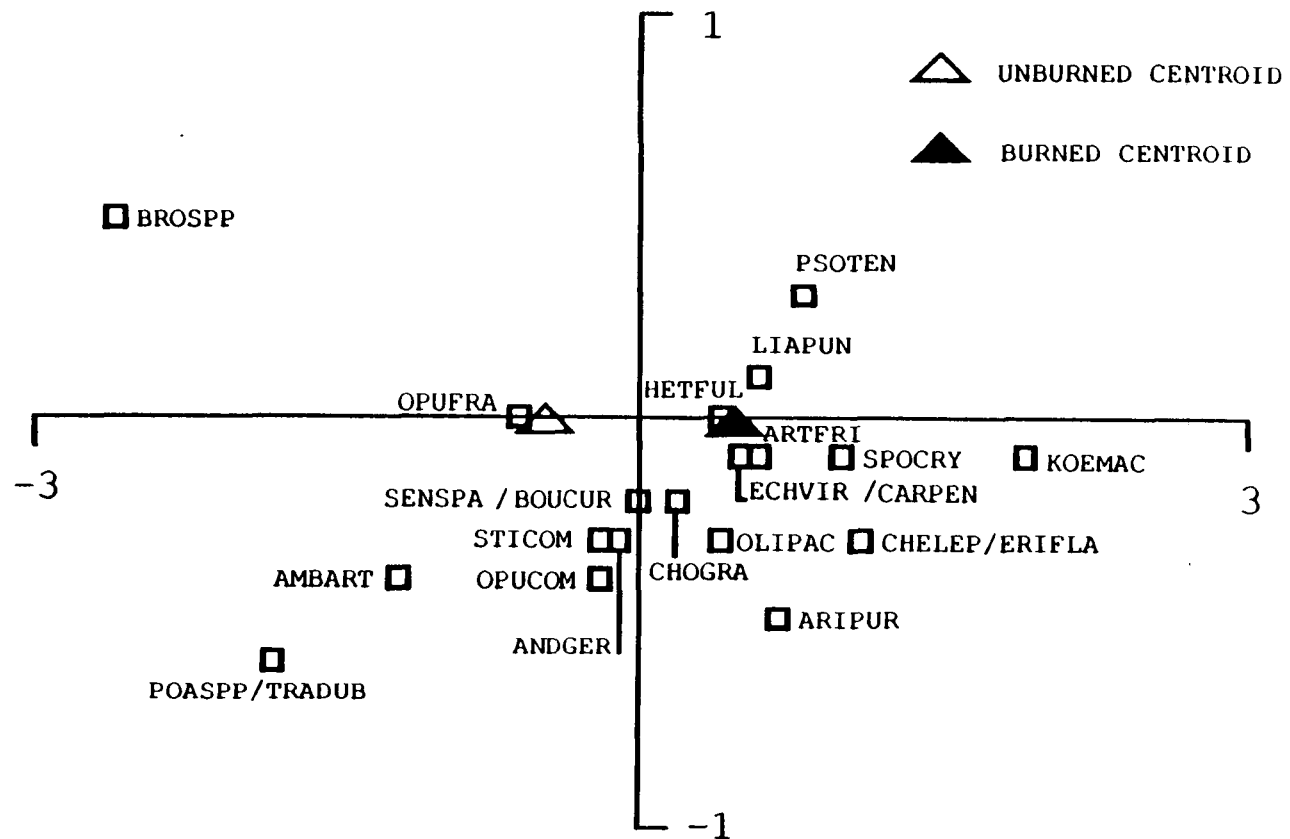 1
UNBURNED CENTROID
BURNED CENTROID
BROSPP
PSOTEN
LIAPUN
HETFUL
OPUFRA
ARTFRI
-3
SPOCRY
KOEMAC
3
ECHVIR /CARPEN
SENSPA /BOUCUR
STICOM
OLIPAC
CHELEP/ERIFLA
CHOGRA
AMBART
OPUCOM
ARIPUR
ANDGER
POASPP/TRADUB
-1